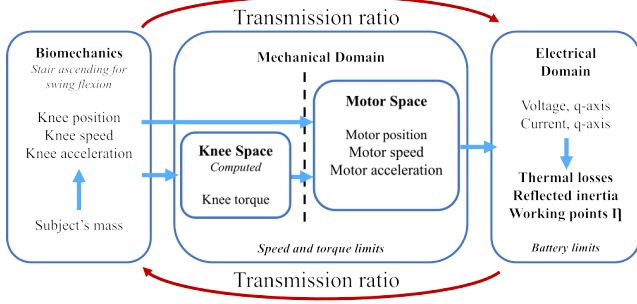 Transmission ratio
Biomechanics
Stair ascending for
swing flexion
Knee position
Knee speed
Knee acceleration
Subject's mass
Mechanical Domain
Knee Space
Computed
Knee torque
Motor Space
Motor position
Motor speed
Motor acceleration
Speed and torque limits
Electrical
Domain
Voltage, q-axis
Current, q-axis
Thermal losses
Reflected inertia
Working points η
Battery limits
Transmission ratio